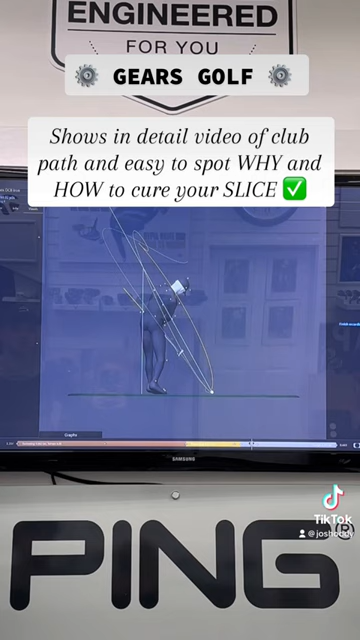 ENGINEERED
FOR YOU
GEARS GOLF
Shows in detail video of club
path and easy to spot WHY and
HOW to cure your SLICE ✅
Graphs
SAMSUNG
TikTok
PING®